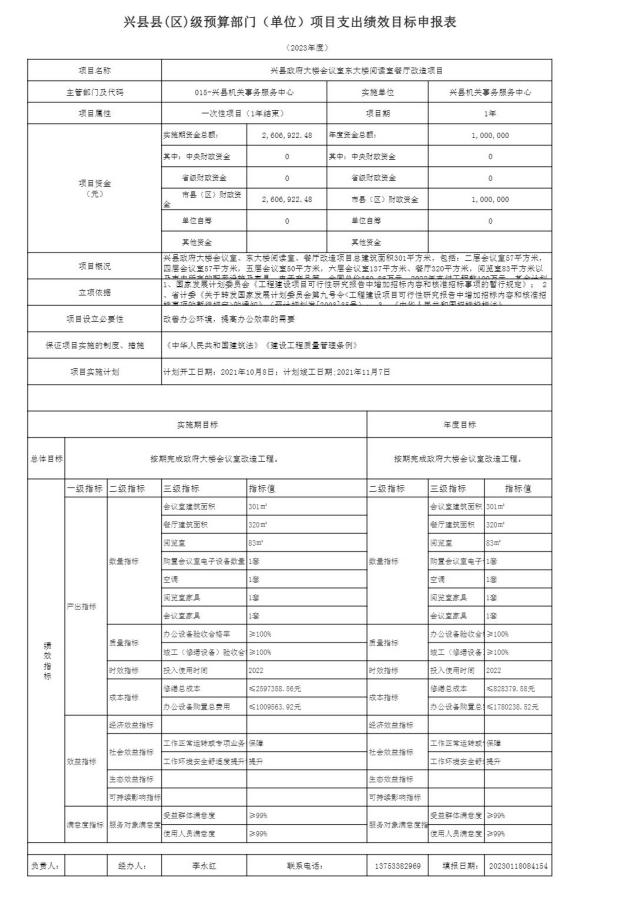 兴县县(区)级预算部门（单位）项目支出绩效目标申报表
（2023年度）
项目名称 兴县政府大楼会议室东大楼阅读室餐厅改造项目
主管部门及代码 015-兴县机关事务服务中心 实施单位 兴县机关事务服务中心
项目属性 一次性项目（1年结束） 项目期 1年
项目资金（元） 实施期资金总额： 2,606,922.48 年度资金总额： 1,000,000
其中：中央财政资金 0 其中：中央财政资金 0
省级财政资金 0 省级财政资金 0
市县（区）财政资金 2,606,922.48 市县（区）财政资金 1,000,000
单位自筹 0 单位自筹 0
其他资金 其他资金
项目概况 兴县政府大楼会议室、东大楼阅读室、餐厅改造项目总建筑面积301平方米，包括：二层会议室57平方米，
四层会议室57平方米，五层会议室50平方米，六层会议室137平方米、餐厅320平方米，阅览室83平方米以
立项依据 1、国家发展计划委员会《工程建设项目可行性研究报告中增加招标内容和核准招标事项的暂行规定》； 2
、省计委《关于转发国家发展计划委员会第九号令<工程建设项目可行性研究报告中增加招标内容和核准招
项目设立必要性 改善办公环境，提高办公效率的需要
保证项目实施的制度、措施 《中华人民共和国建筑法》《建设工程质量管理条例》
项目实施计划 计划开工日期：2021年10月8日；计划竣工日期:2021年11月7日
实施期目标 年度目标
总体目标 按期完成政府大楼会议室改造工程。 按期完成政府大楼会议室改造工程。
绩效指标 一级指标 二级指标 三级指标 指标值 二级指标 三级指标 指标值
产出指标 数量指标 会议室建筑面积 301㎡ 数量指标 会议室建筑面积 301㎡
餐厅建筑面积 320㎡ 餐厅建筑面积 320㎡
阅览室 83㎡ 阅览室 83㎡
购置会议室电子设备数量 1套 购置会议室电子 1套
空调 1套 空调 1套
阅览室家具 1套 阅览室家具 1套
会议室家具 1套 会议室家具 1套
质量指标 办公设备验收合格率 ≥100% 质量指标 办公设备验收合 ≥100%
竣工（修缮设备）验收合 ≥100% 竣工（修缮设备） ≥100%
时效指标 投入使用时间 2022 时效指标 投入使用时间 2022
成本指标 修缮总成本 ≤2597358.56元 成本指标 修缮总成本 ≤828379.58元
办公设备购置总费用 ≤1009563.92元 办公设备购置总 ≤1780238.52元
效益指标 经济效益指标 经济效益指标
社会效益指标 工作正常运转或专项业务 保障 社会效益指标 工作正常运转或 保障
工作环境安全舒适度提升 提升 工作环境安全舒 提升
生态效益指标 生态效益指标
可持续影响指标 可持续影响指标
满意度指标 服务对象满意度 受益群体满意度 ≥99% 服务对象满意度指 受益群体满意度 ≥99%
使用人员满意度 ≥99% 使用人员满意度 ≥99%
负责人： 经办人： 李永红 联系电话： 13753382969 填报日期： 20230118084154